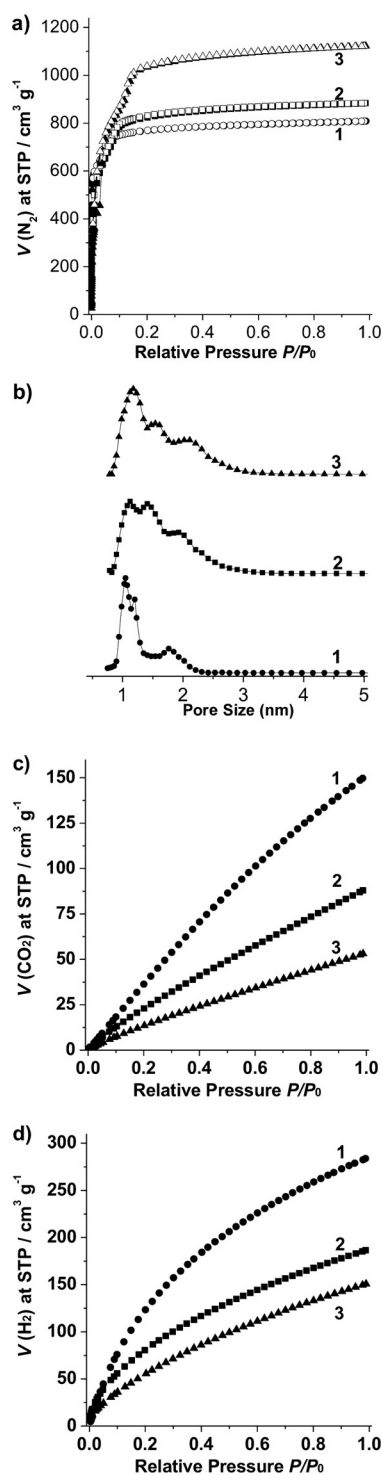 a)
V (N2) at STP / cm3 g-1
1200
1000
800
600
400
200
0
3
2
1
0.0 0.2 0.4 0.6 0.8 1.0
Relative Pressure P/P0
b)
3
2
1
1 2 3 4 5
Pore Size (nm)
c)
V (CO2) at STP / cm3 g-1
150
125
100
75
50
25
0
1
2
3
0.0 0.2 0.4 0.6 0.8 1.0
Relative Pressure P/P0
d)
V (H2) at STP / cm3 g-1
300
250
200
150
100
50
0
1
2
3
0.0 0.2 0.4 0.6 0.8 1.0
Relative Pressure P/P0